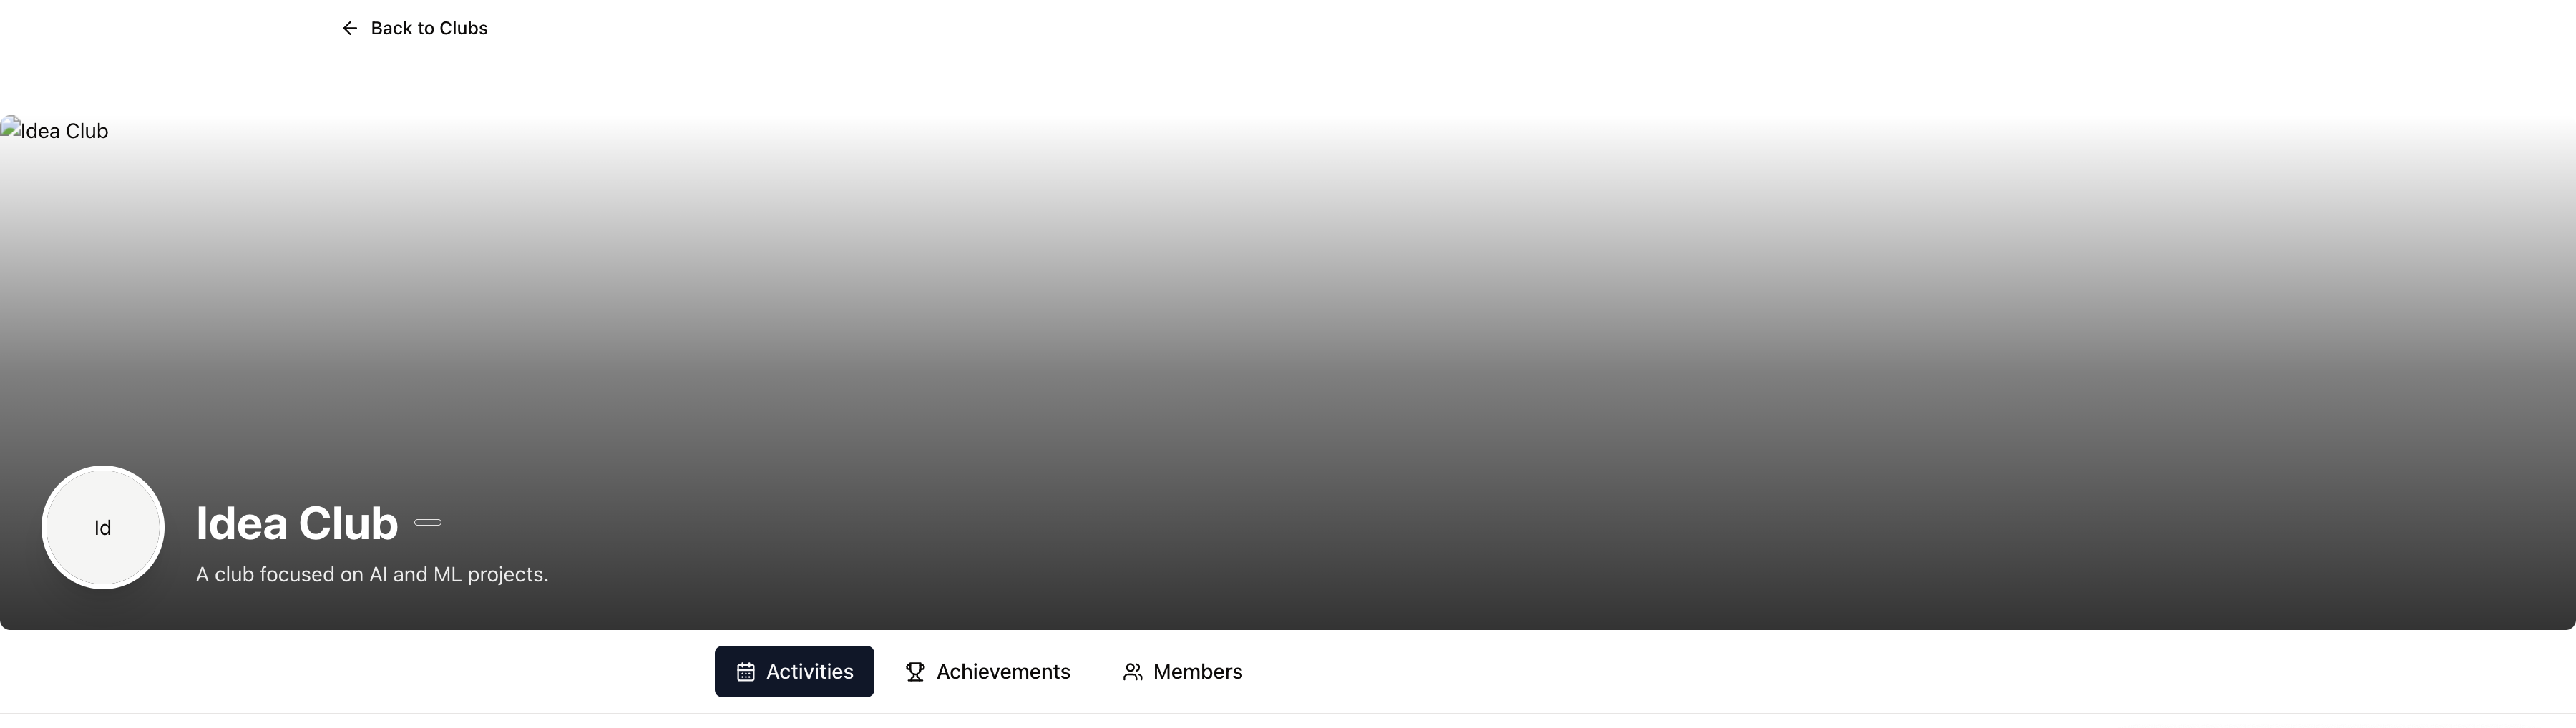 Back to Clubs
Idea Club
Id
Idea Club
A club focused on AI and ML projects.
Activities
Achievements
Members